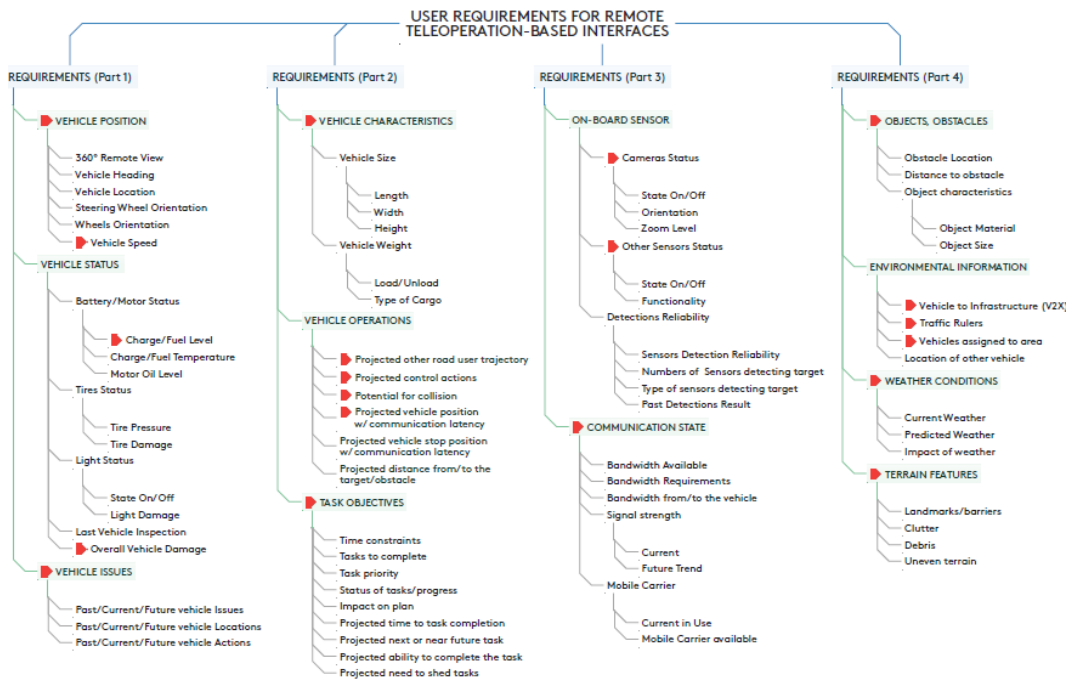 USER REQUIREMENTS FOR REMOTE
TELEOPERATION-BASED INTERFACES
REQUIREMENTS (Part 1)
VEHICLE POSITION
360° Remote View
Vehicle Heading
Vehicle Location
Steering Wheel Orientation
Wheels Orientation
Vehicle Speed
VEHICLE STATUS
Battery/Motor Status
Charge/Fuel Level
Charge/Fuel Temperature
Motor Oil Level
Tires Status
Tire Pressure
Tire Damage
Light Status
State On/Off
Light Damage
Last Vehicle Inspection
Overall Vehicle Damage
VEHICLE ISSUES
Past/Current/Future vehicle Issues
Past/Current/Future vehicle Locations
Past/Current/Future vehicle Actions
REQUIREMENTS (Part 2)
VEHICLE CHARACTERISTICS
Vehicle Size
Length
Width
Height
Vehicle Weight
Load/Unload
Type of Cargo
VEHICLE OPERATIONS
Projected other road user trajectory
Projected control actions
Potential for collision
Projected vehicle position
w/ communication latency
Projected vehicle stop position
w/communication latency
Projected distance from/to the
target/obstacle
TASK OBJECTIVES
Time constraints
Tasks to complete
Task priority
Status of tasks/progress
Impact on plan
Projected time to task completion
Projected next or near future task
Projected ability to complete the task
Projected need to shed tasks
REQUIREMENTS (Part 3)
ON-BOARD SENSOR
Cameras Status
State On/Off
Orientation
Zoom Level
Other Sensors Status
State On/Off
Functionality
Detections Reliability
Sensors Detection Reliability
Numbers of Sensors detecting target
Type of sensors detecting target
Past Detections Result
COMMUNICATION STATE
Bandwidth Available
Bandwidth Requirements
Bandwidth from/to the vehicle
Signal strength
Current
Future Trend
Mobile Carrier
Current in Use
Mobile Carrier available
REQUIREMENTS (Part 4)
OBJECTS, OBSTACLES
Obstacle Location
Distance to obstacle
Object characteristics
Object Material
Object Size
ENVIRONMENTAL INFORMATION
Vehicle to Infrastructure (V2X)
Traffic Rulers
Vehicles assigned to area
Location of other vehicle
WEATHER CONDITIONS
Current Weather
Predicted Weather
Impact of weather
TERRAIN FEATURES
Landmarks/barriers
Clutter
Debris
Uneven terrain